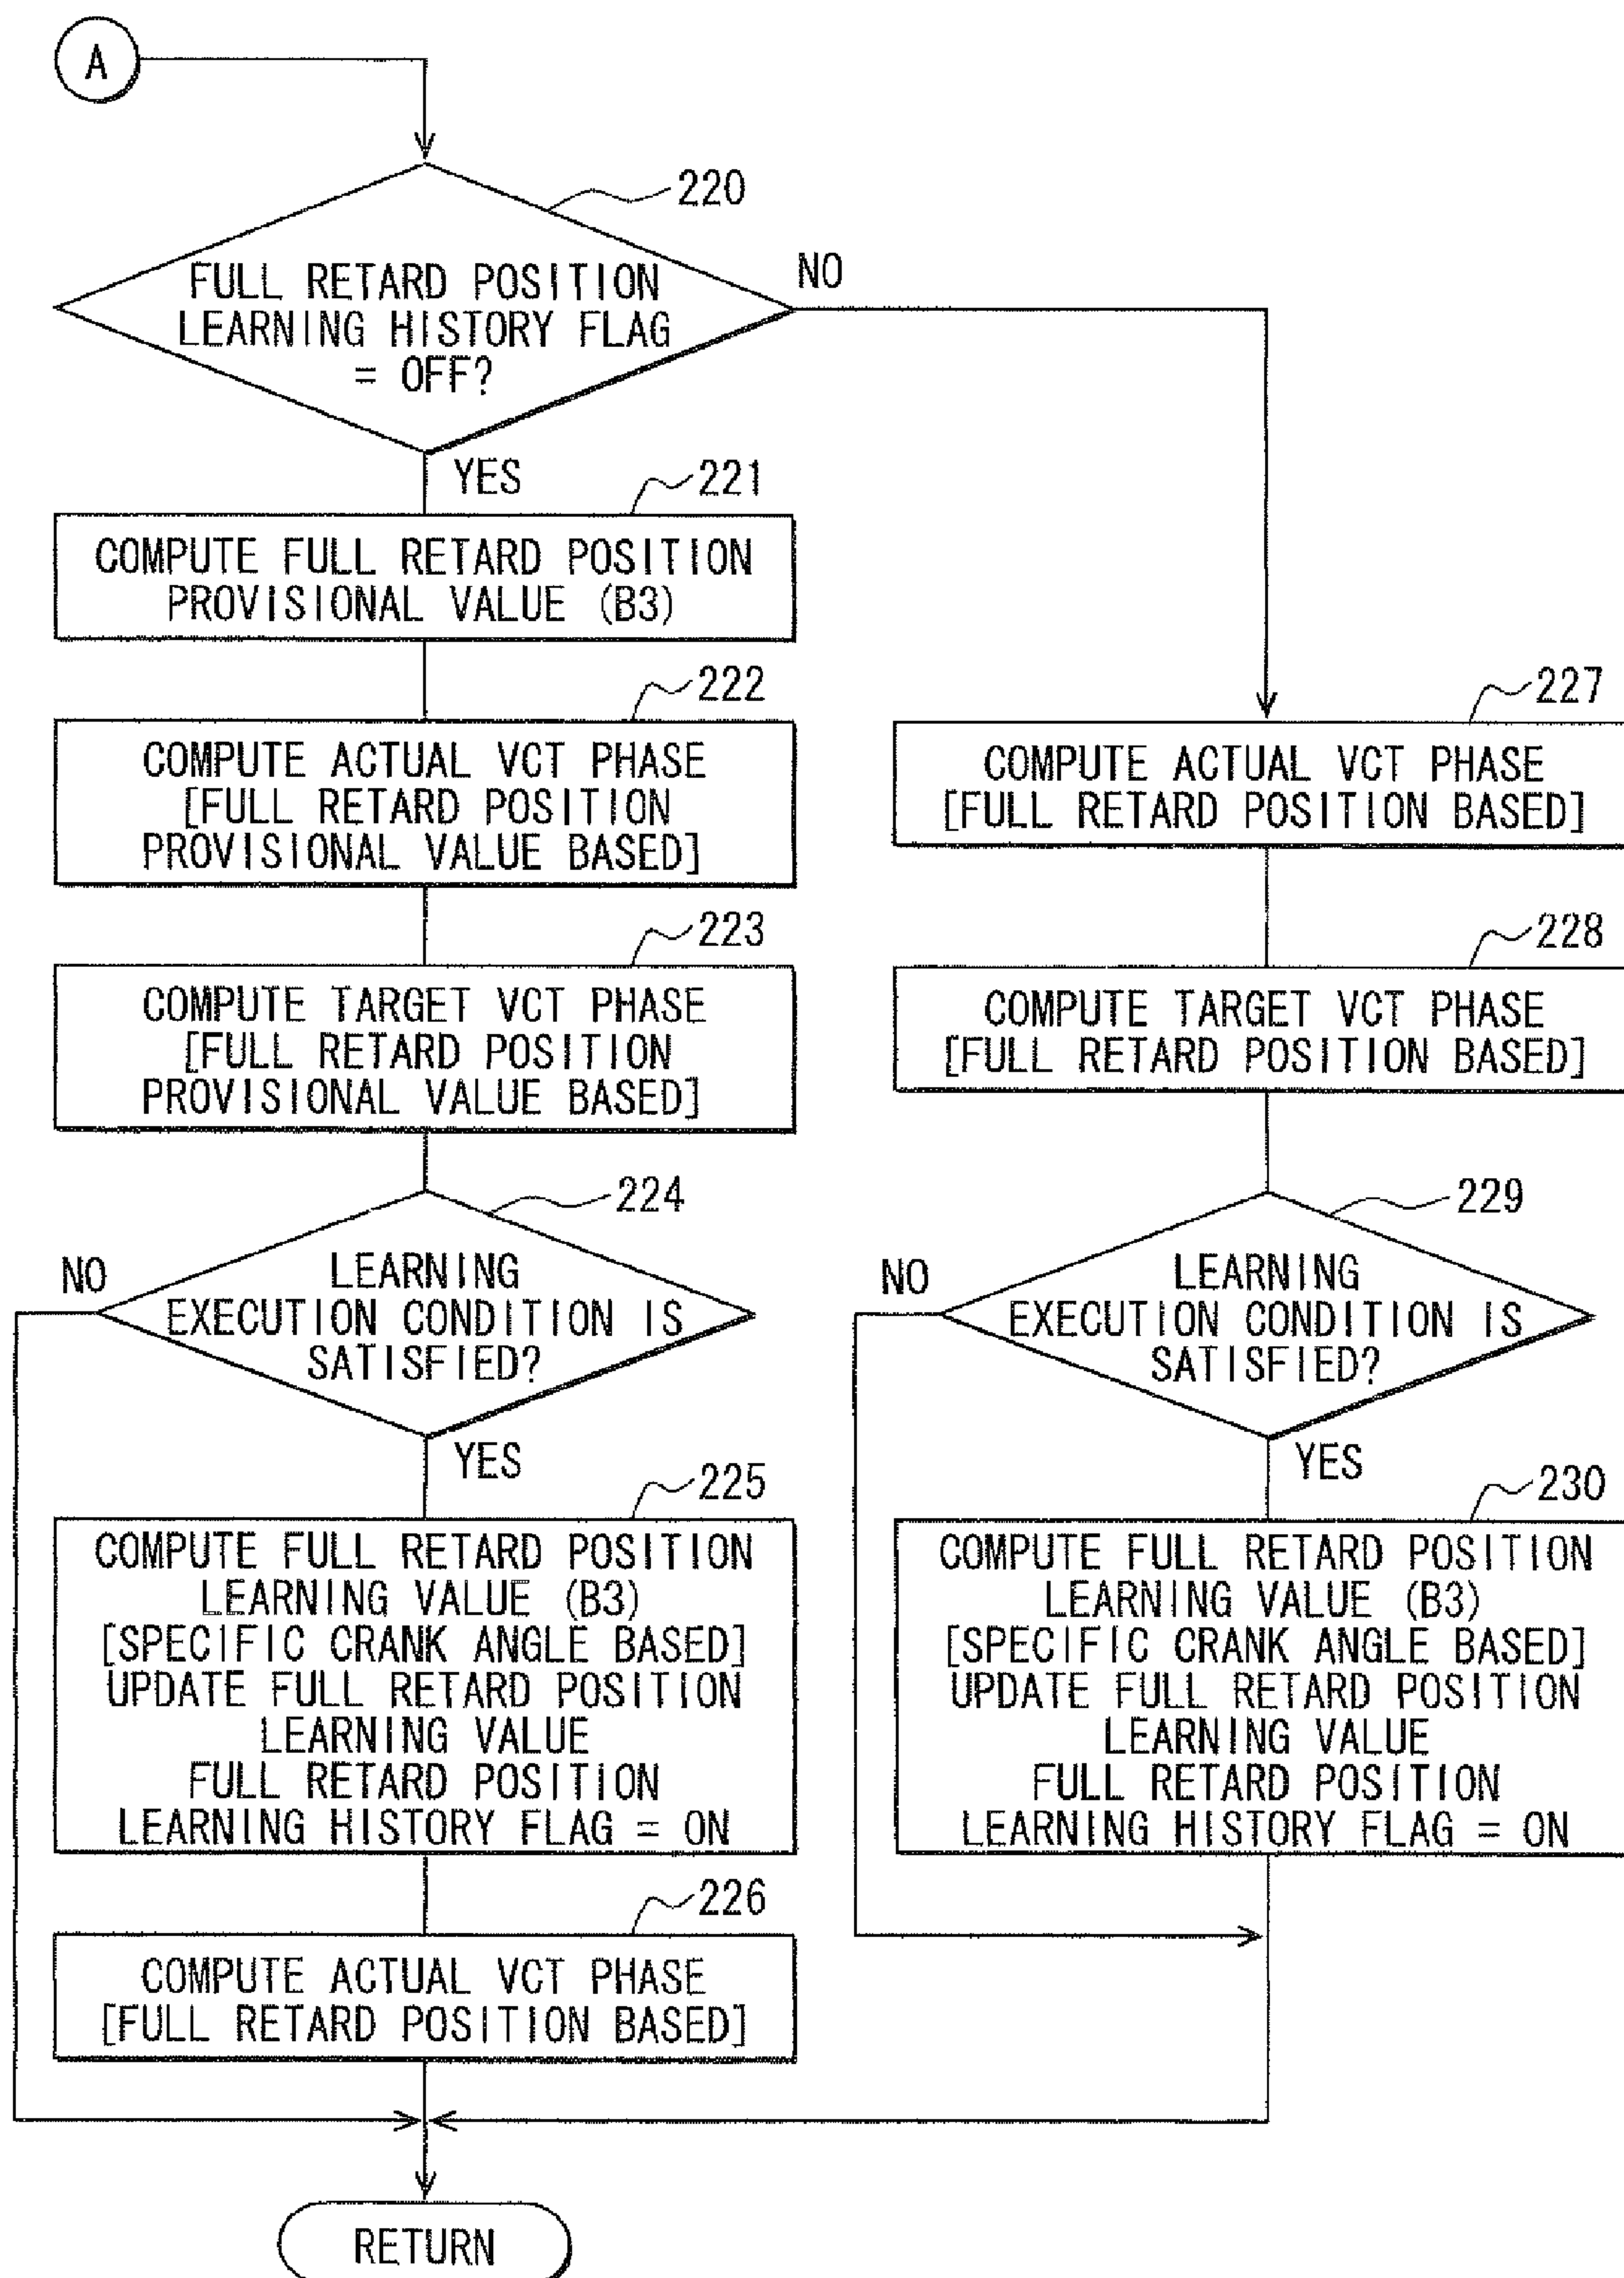 A
220
FULL RETARD POSITION
LEARNING HISTORY FLAG
= OFF?
NO
YES
221
COMPUTE FULL RETARD POSITION
PROVISIONAL VALUE (B3)
222
COMPUTE ACTUAL VCT PHASE
[FULL RETARD POSITION
PROVISIONAL VALUE BASED]
223
COMPUTE TARGET VCT PHASE
[FULL RETARD POSITION
PROVISIONAL VALUE BASED]
224
NO
LEARNING
EXECUTION CONDITION IS
SATISFIED?
YES
225
COMPUTE FULL RETARD POSITION
LEARNING VALUE (B3)
[SPECIFIC CRANK ANGLE BASED]
UPDATE FULL RETARD POSITION
LEARNING VALUE
FULL RETARD POSITION
LEARNING HISTORY FLAG = ON
226
COMPUTE ACTUAL VCT PHASE
[FULL RETARD POSITION BASED]
227
COMPUTE ACTUAL VCT PHASE
[FULL RETARD POSITION BASED]
228
COMPUTE TARGET VCT PHASE
[FULL RETARD POSITION BASED]
229
NO
LEARNING
EXECUTION CONDITION IS
SATISFIED?
YES
230
COMPUTE FULL RETARD POSITION
LEARNING VALUE (B3)
[SPECIFIC CRANK ANGLE BASED]
UPDATE FULL RETARD POSITION
LEARNING VALUE
FULL RETARD POSITION
LEARNING HISTORY FLAG = ON
RETURN